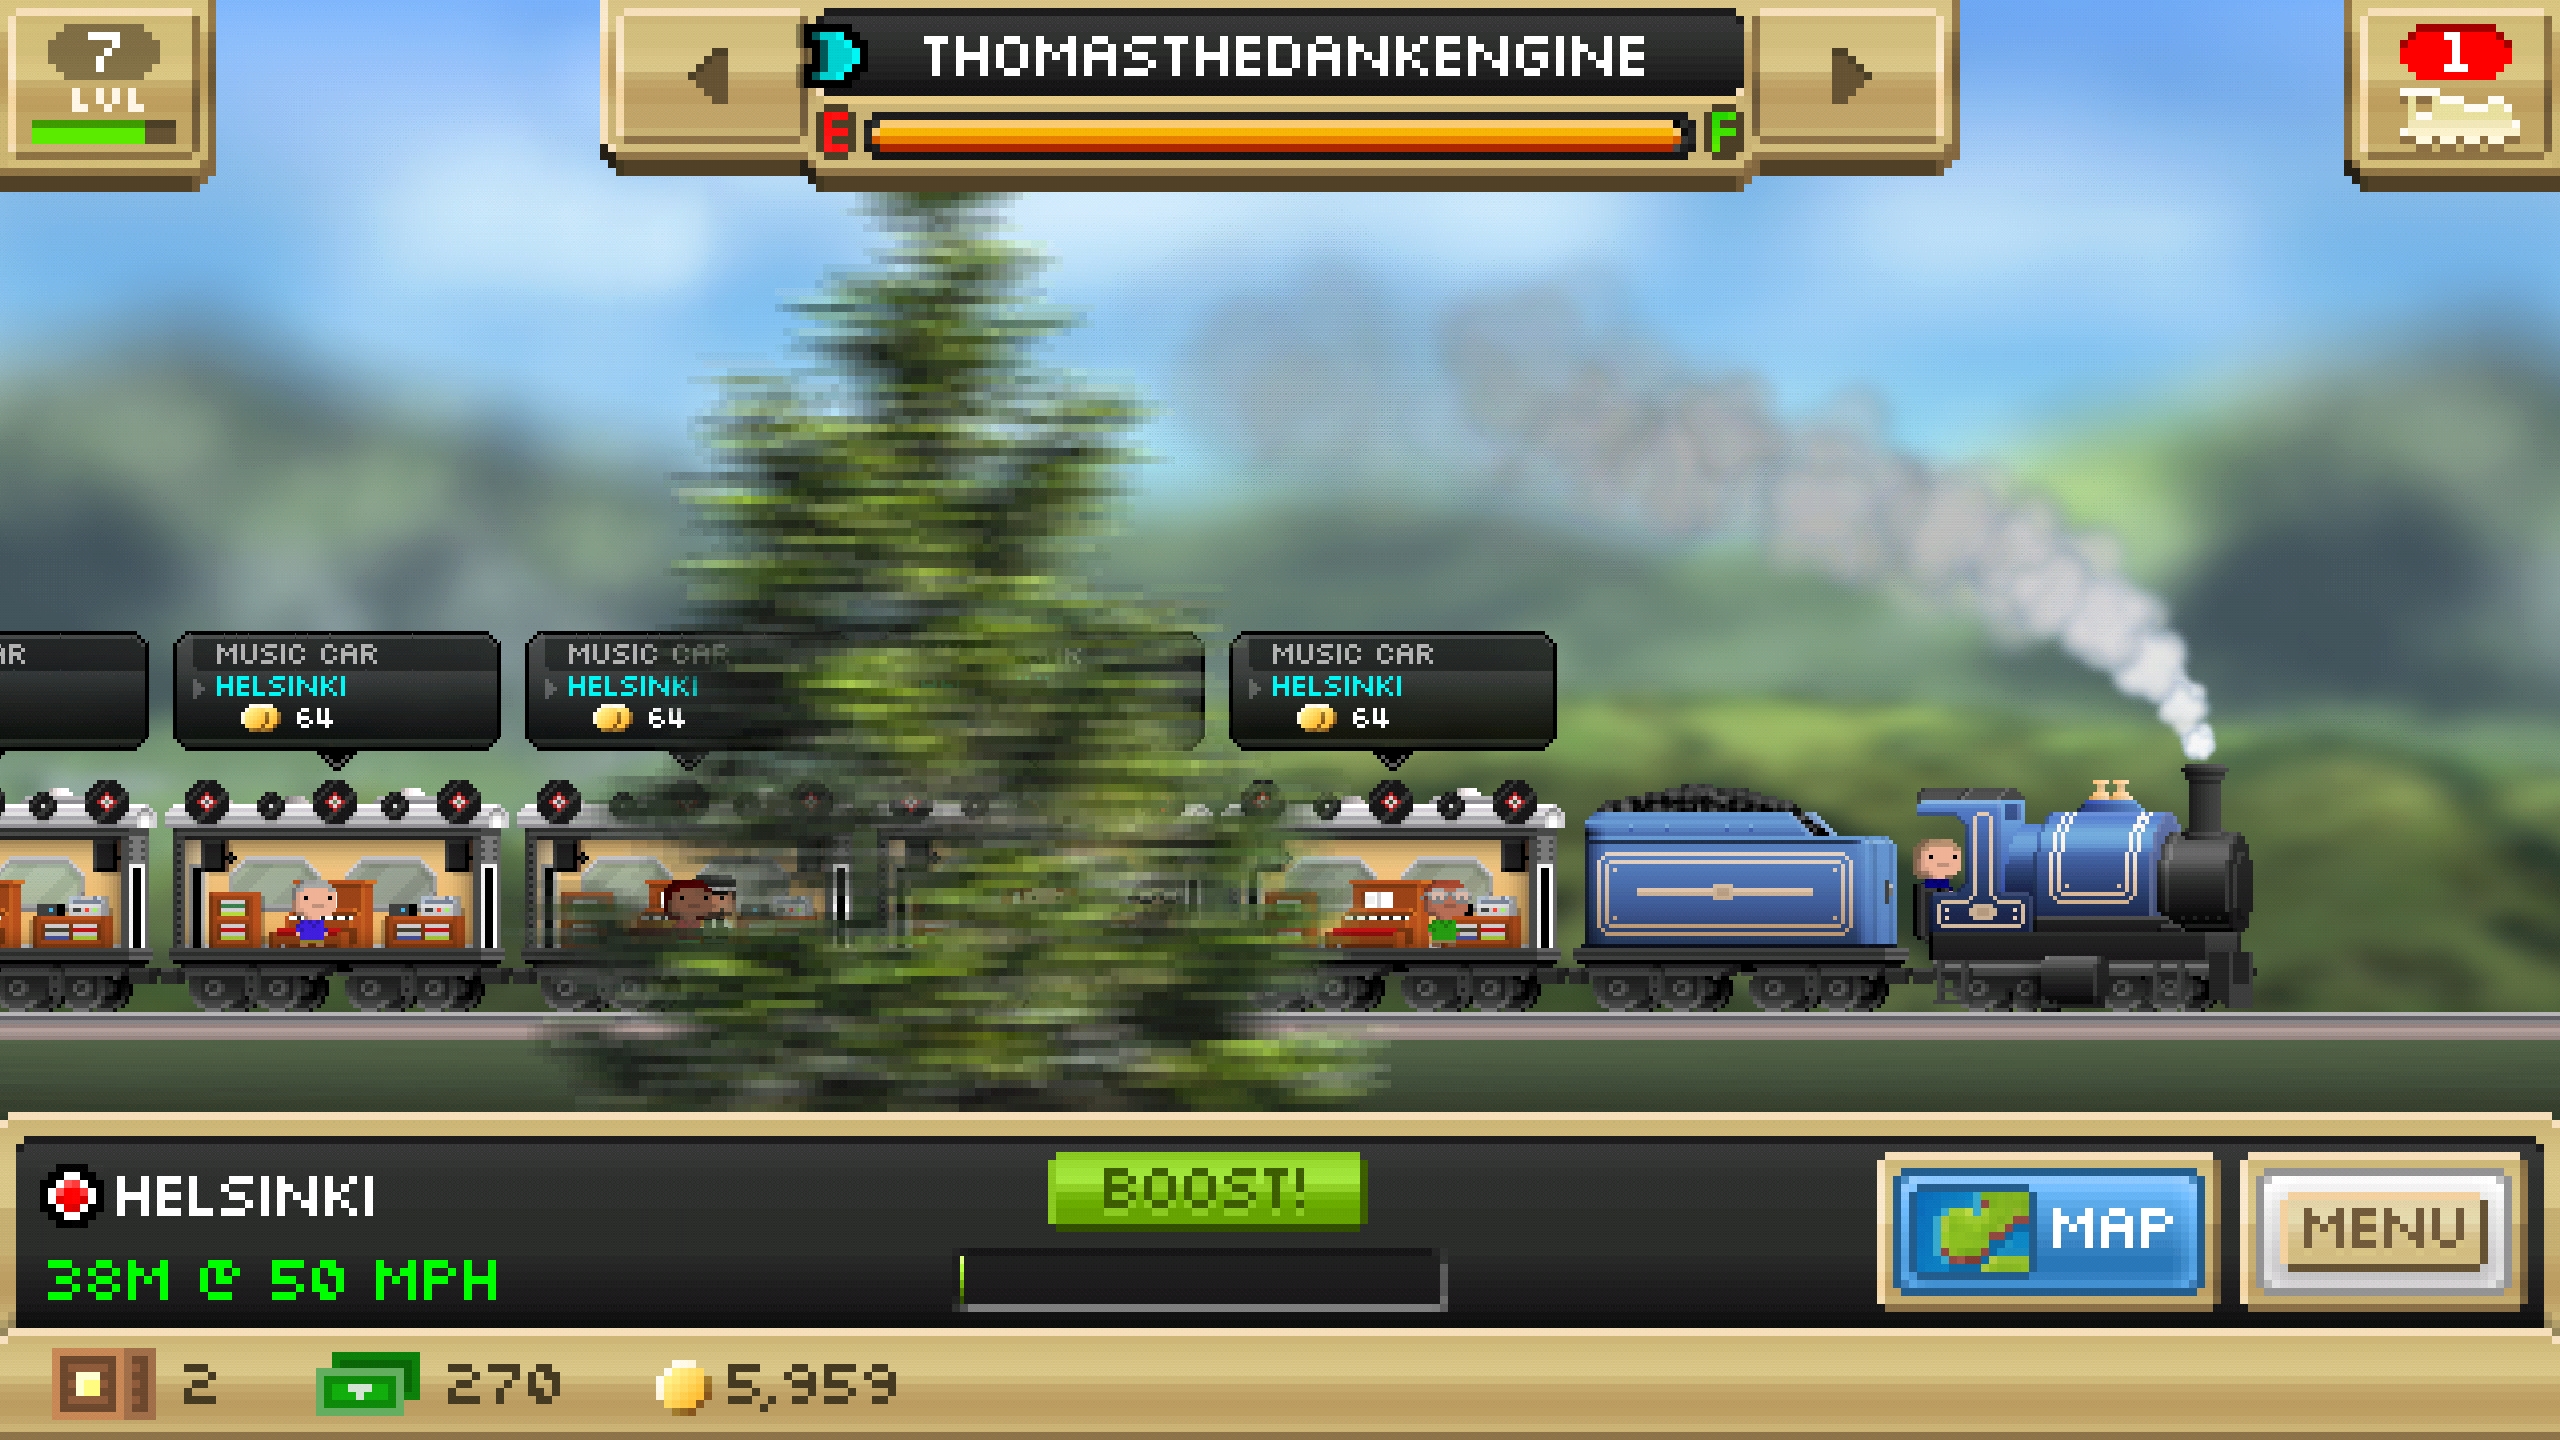 7
LVL
THOMASTHEDANKENGINE
E
F
1
AR
MUSIC CAR
HELSINKI
64
MUSIC CAR
HELSINKI
64
MUSIC CAR
HELSINKI
64
HELSINKI
38M @ 50 MPH
BOOST!
MAP
MENU
2
270
5,959